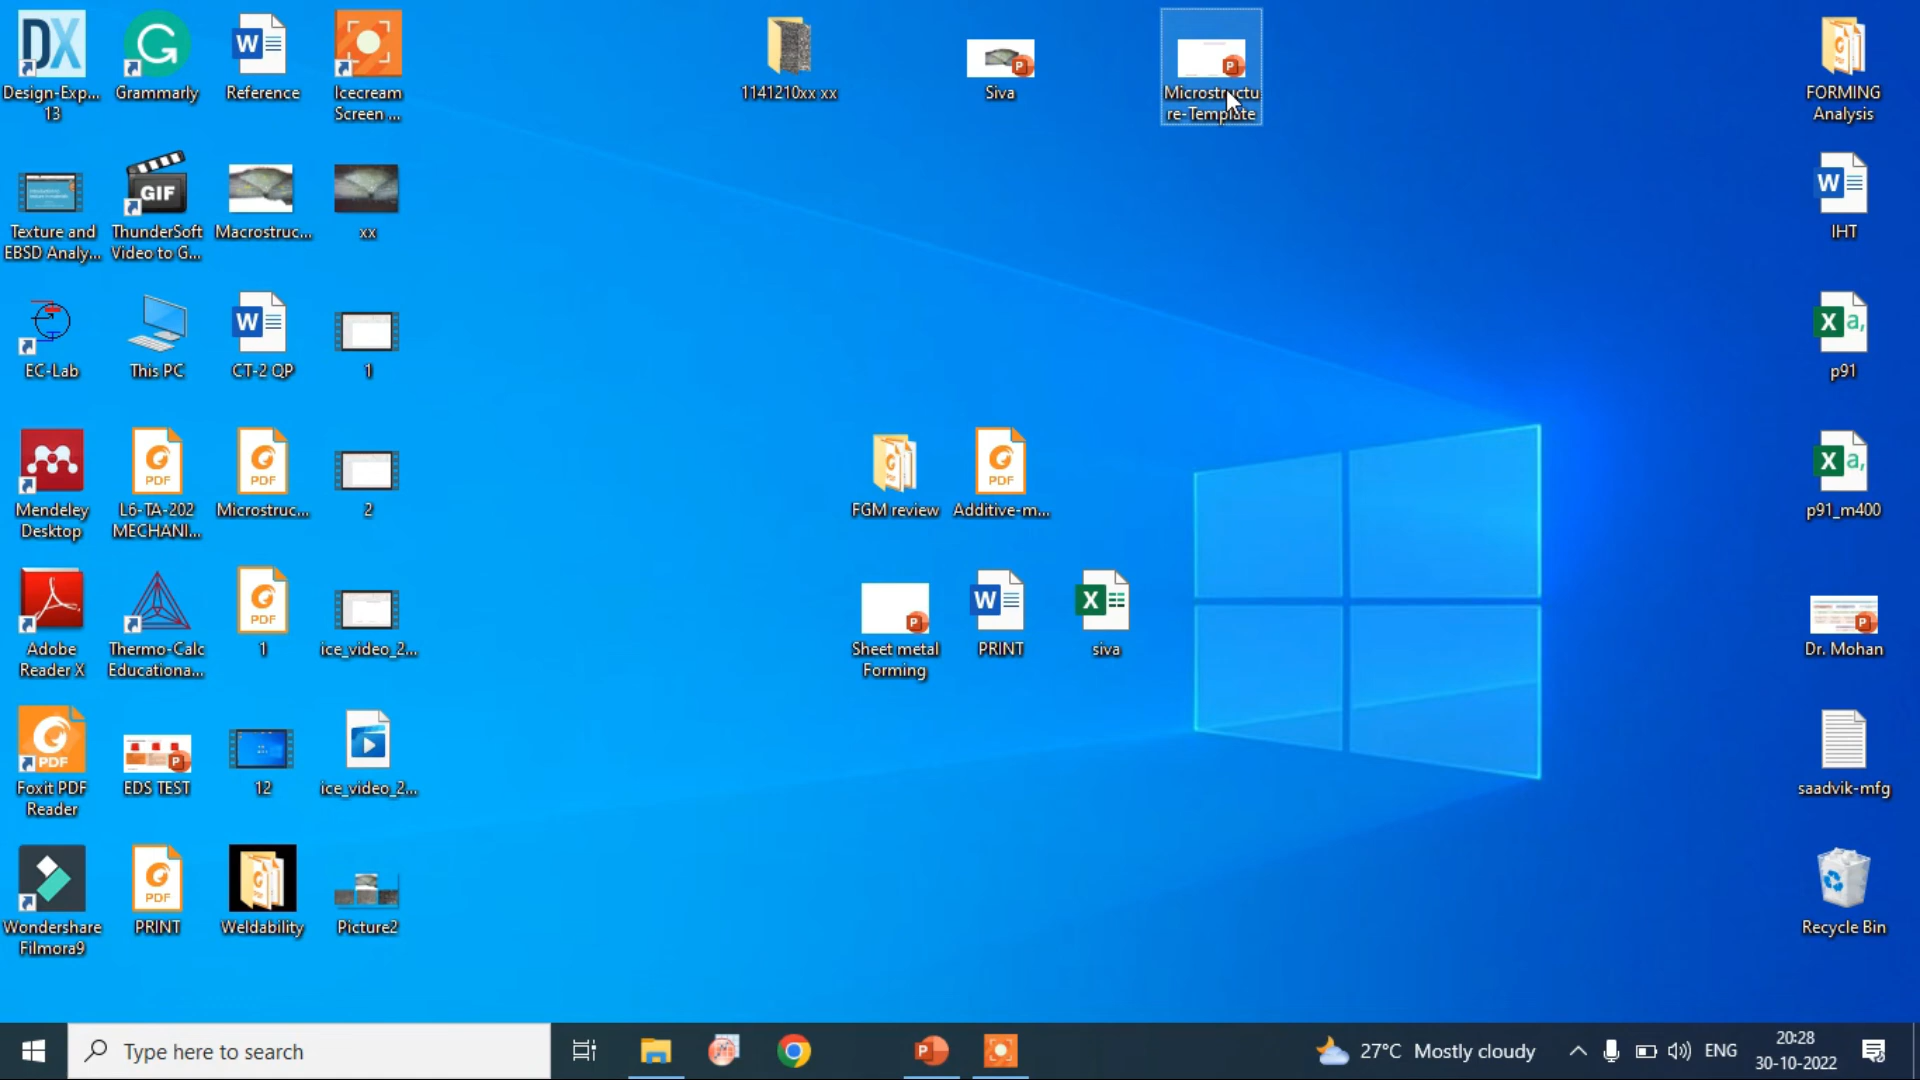 Design-Exp...
13
Grammarly
Reference
Icecream
Screen ...
1141210xx xx
Siva
Microstructu
re-Template
FORMING
Analysis
Texture and
EBSD Analy...
GIF
ThunderSoft
Video to G...
Macrostruc...
xx
IHT
EC-Lab
This PC
CT-2 QP
1
p91
Mendeley
Desktop
PDF
L6-TA-202
MECHANI...
PDF
Microstruc...
2
FGM review
PDF
Additive-m...
p91_m400
Adobe
Reader X
Thermo-Calc
Educationa...
PDF
1
ice_video_2...
Sheet metal
Forming
PRINT
siva
Dr. Mohan
PDF
Foxit PDF
Reader
EDS TEST
12
ice_video_2...
saadvik-mfg
Wondershare
Filmora9
PDF
PRINT
Weldability
Picture2
Recycle Bin
Type here to search
27°C Mostly cloudy
ENG
20:28
30-10-2022